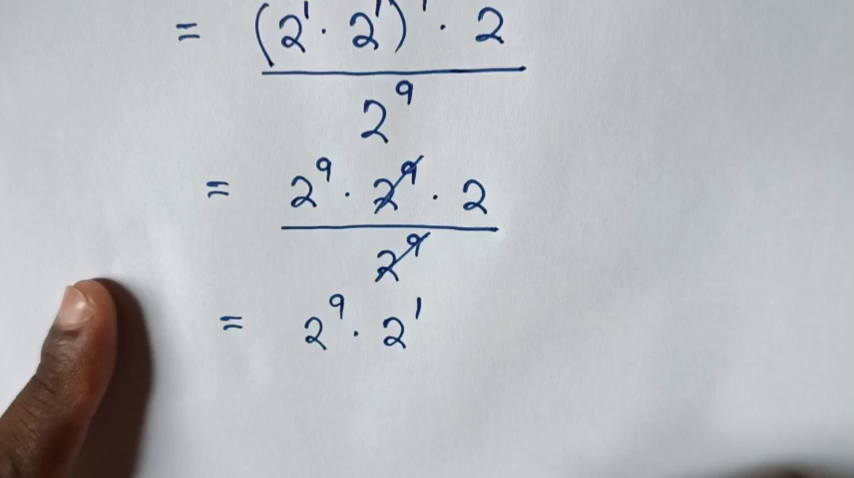 = (2¹ · 2¹)¹ · 2
2⁹
= 2⁹ · 2⁹ · 2
2⁹
= 2⁹ · 2¹